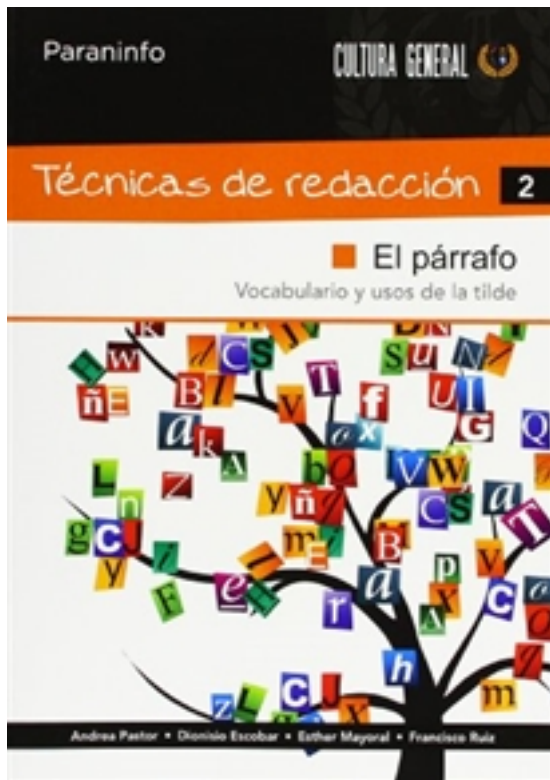 Paraninfo
CULTURA GENERAL
Técnicas de redacción 2
El párrafo
Vocabulario y usos de la tilde
Andrea Pastor • Dionisio Escobar • Esther Mayoral • Francisco Ruiz